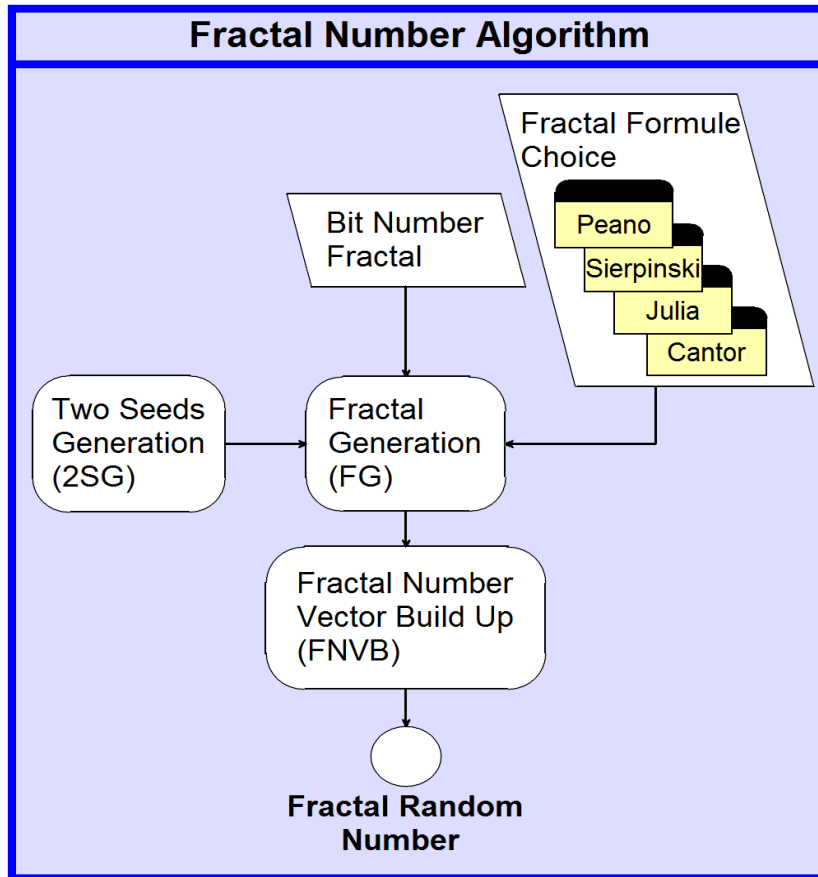 Fractal Number Algorithm
Fractal Formule
Choice
Peano
Sierpinski
Julia
Cantor
Bit Number
Fractal
Two Seeds
Generation
(2SG)
Fractal
Generation
(FG)
Fractal Number
Vector Build Up
(FNVB)
Fractal Random
Number